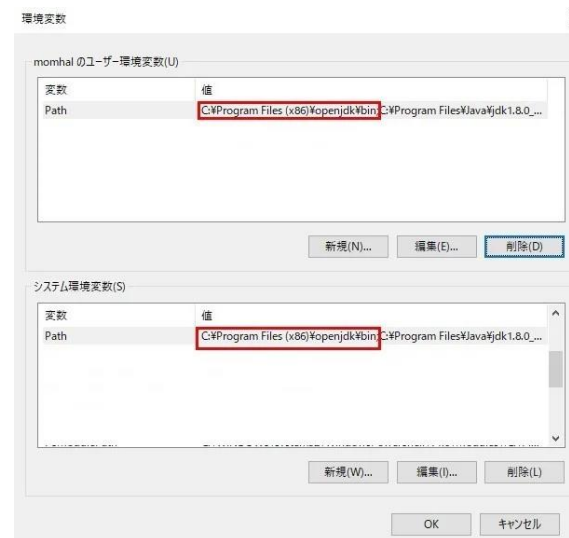 環境変数
momhal のユーザー環境変数(U)
変数 値
Path C:¥Program Files (x86)¥openjdk¥bin;C:¥Program Files¥Java¥jdk1.8.0_...
新規(N)... 編集(E)... 削除(D)
システム環境変数(S)
変数 値
Path C:¥Program Files (x86)¥openjdk¥bin;C:¥Program Files¥Java¥jdk1.8.0_...
新規(W)... 編集(I)... 削除(L)
OK キャンセル